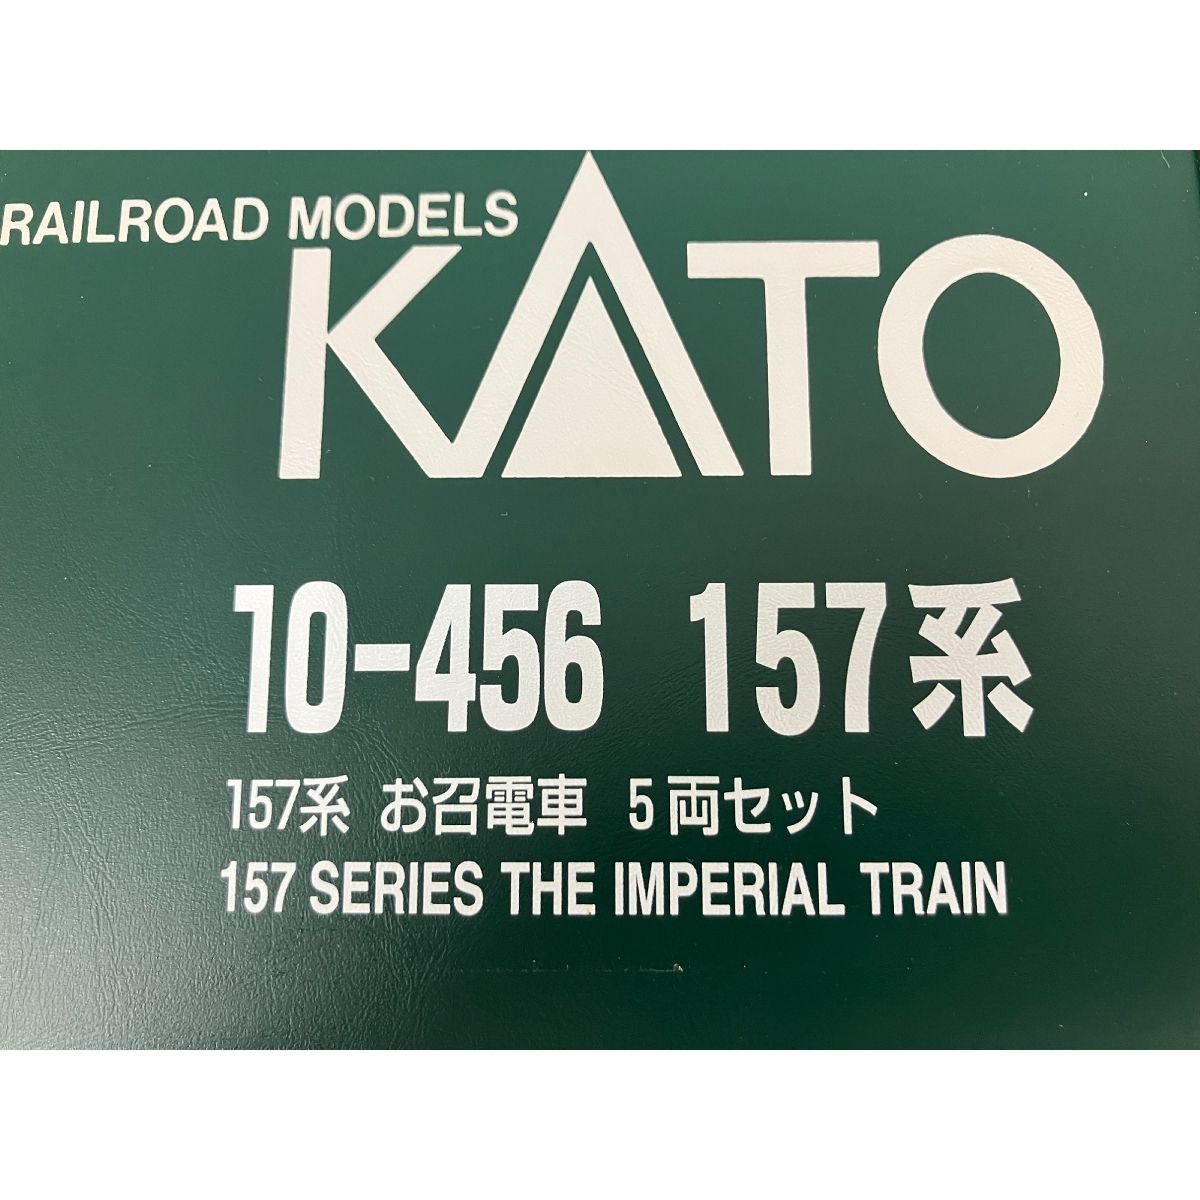 RAILROAD MODELS
KATO
10-456 157系
157系 お召電車 5両セット
157 SERIES THE IMPERIAL TRAIN